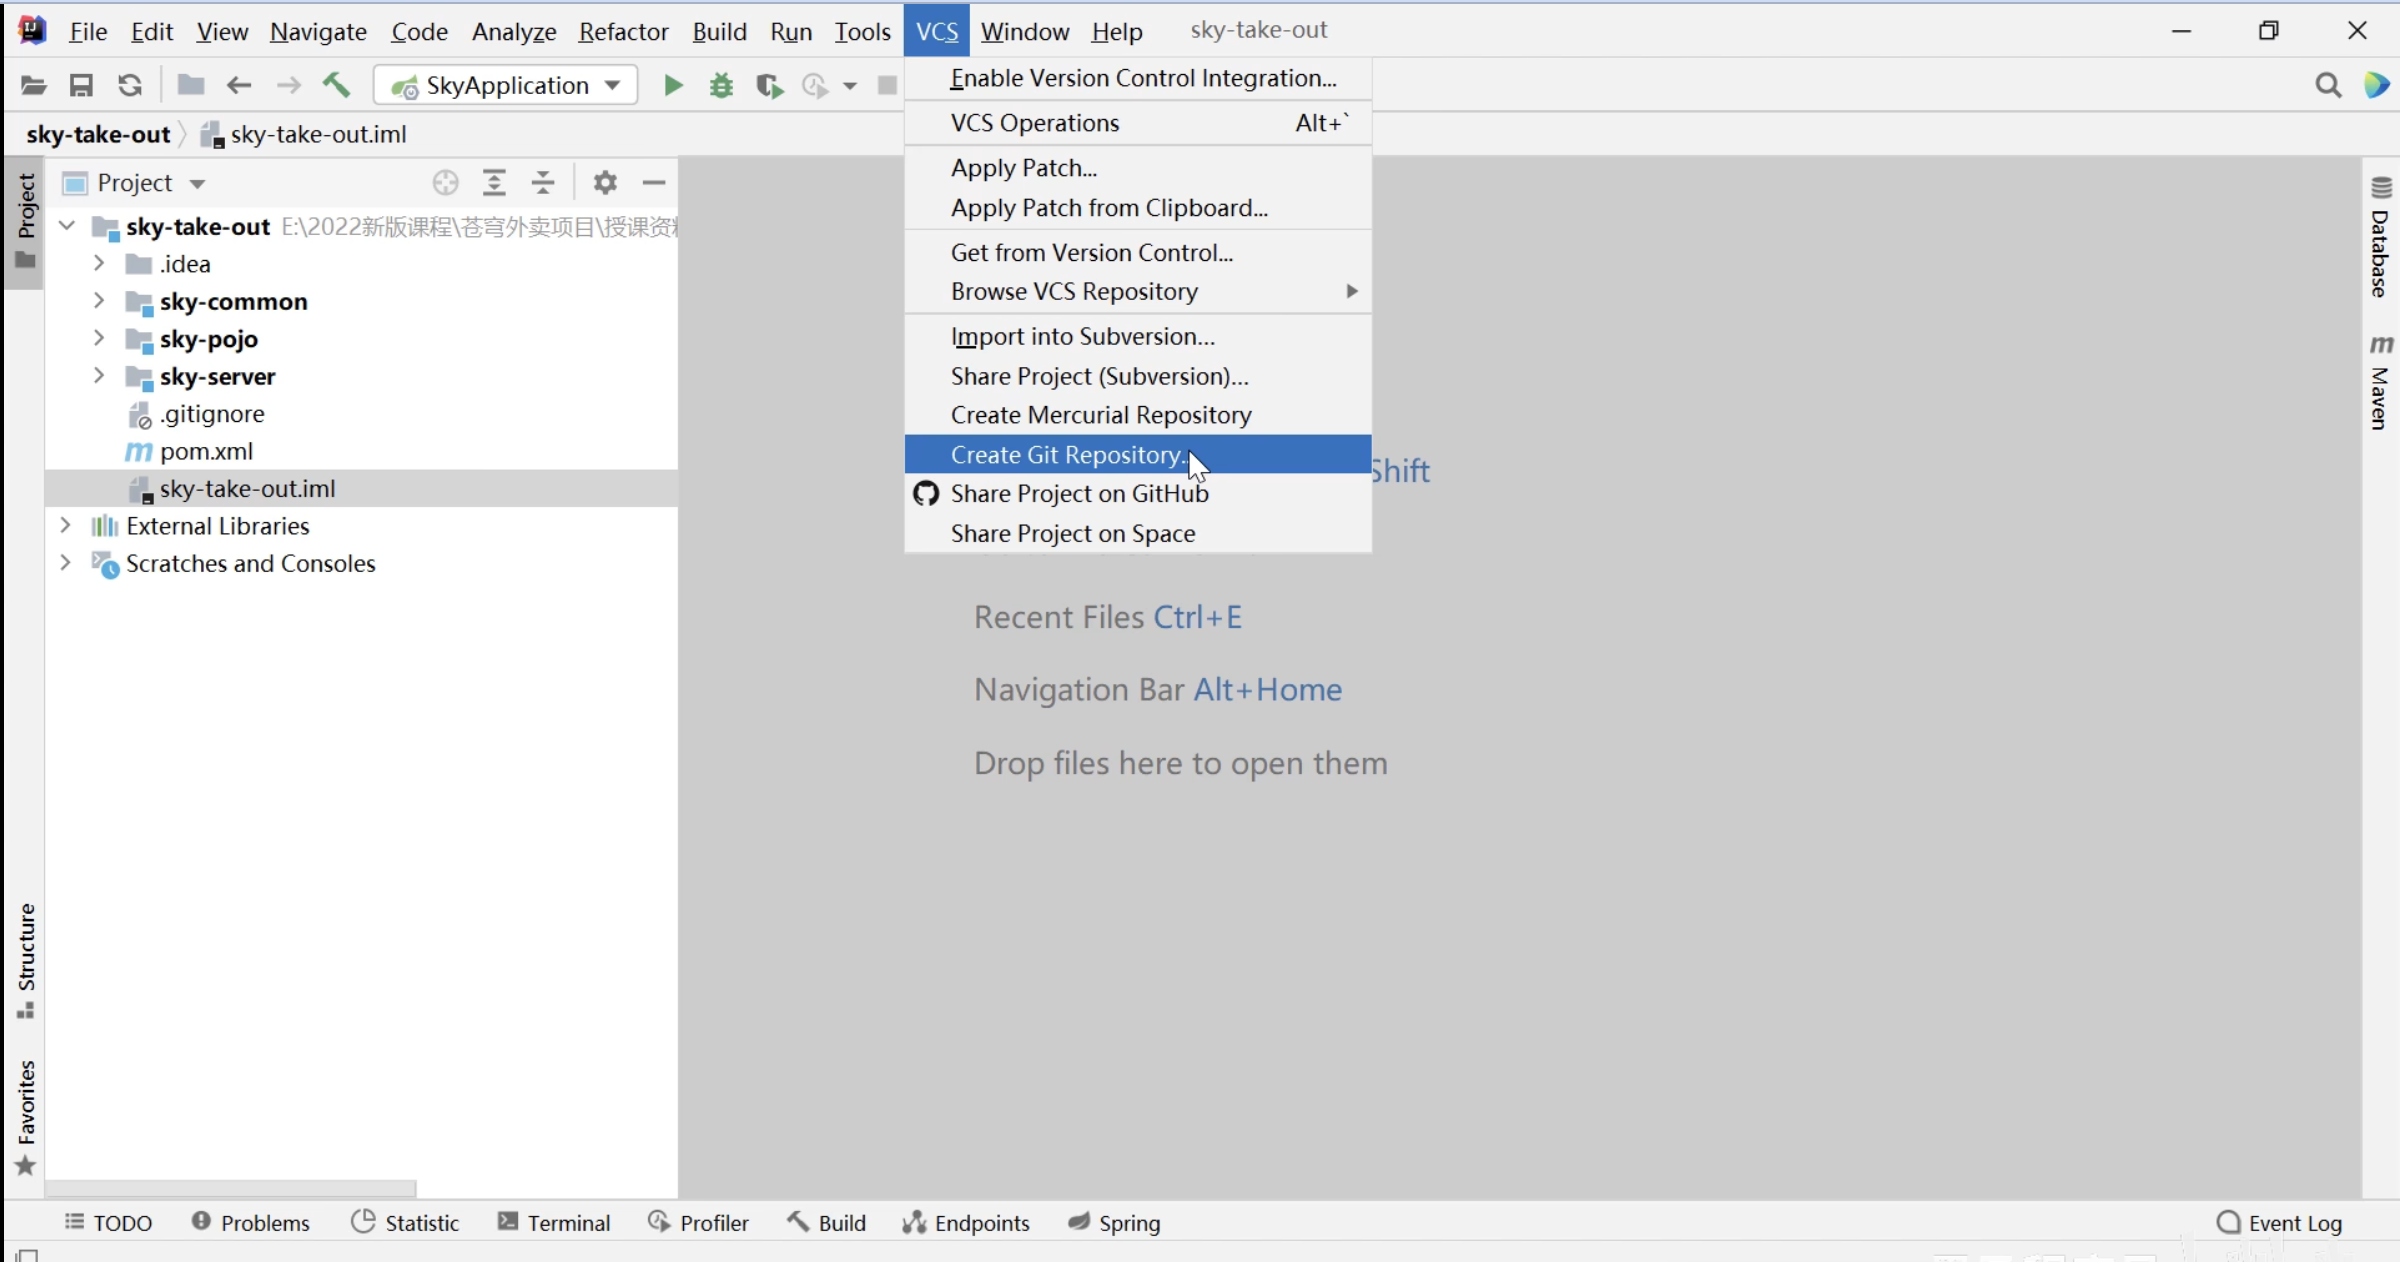 File Edit View Navigate Code Analyze Refactor Build Run Tools VCS Window Help sky-take-out
SkyApplication
sky-take-out sky-take-out.iml
Project
Project
sky-take-out E:\2022新版课程\苍穹外卖项目\授课资
.idea
sky-common
sky-pojo
sky-server
.gitignore
pom.xml
sky-take-out.iml
External Libraries
Scratches and Consoles
Structure
Favorites
Enable Version Control Integration...
VCS Operations Alt+`
Apply Patch...
Apply Patch from Clipboard...
Get from Version Control...
Browse VCS Repository
Import into Subversion...
Share Project (Subversion)...
Create Mercurial Repository
Create Git Repository...
Share Project on GitHub
Share Project on Space
Shift
Recent Files Ctrl+E
Navigation Bar Alt+Home
Drop files here to open them
Database
m Maven
TODO Problems Statistic Terminal Profiler Build Endpoints Spring Event Log